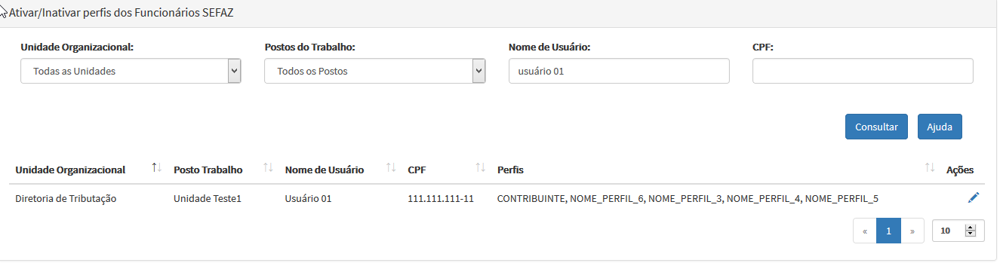 Ativar/Inativar perfis dos Funcionários SEFAZ
Unidade Organizacional: Postos do Trabalho: Nome de Usuário: CPF:
Todas as Unidades Todos os Postos usuário 01
Consultar Ajuda
Unidade Organizacional Posto Trabalho Nome de Usuário CPF Perfis Ações
Diretoria de Tributação Unidade Teste1 Usuário 01 111.111.111-11 CONTRIBUINTE, NOME_PERFIL_6, NOME_PERFIL_3, NOME_PERFIL_4, NOME_PERFIL_5
« 1 » 10